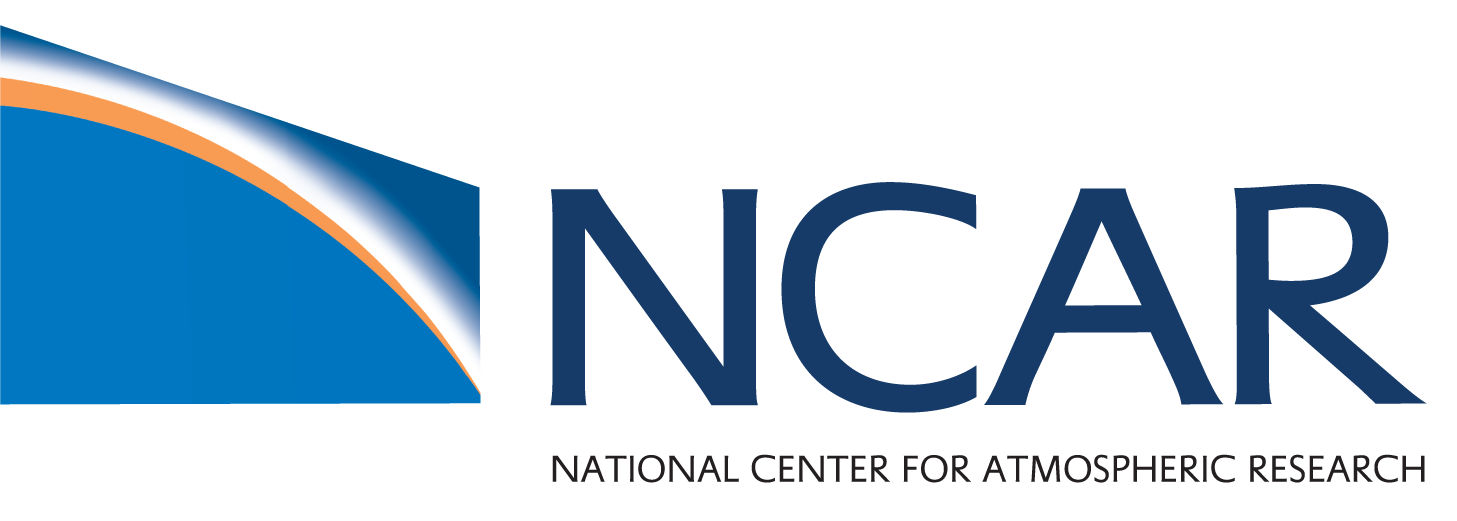 NCAR
NATIONAL CENTER FOR ATMOSPHERIC RESEARCH